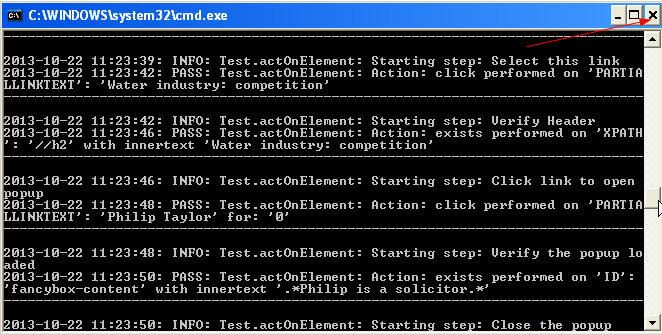 C:\WINDOWS\system32\cmd.exe
--------------------------------------------------------------------------------
2013-10-22 11:23:39: INFO: Test.actOnElement: Starting step: Select this link
2013-10-22 11:23:42: PASS: Test.actOnElement: Action: click performed on 'PARTIA
LLINKTEXT': 'Water industry: competition'
--------------------------------------------------------------------------------
2013-10-22 11:23:42: INFO: Test.actOnElement: Starting step: Verify Header
2013-10-22 11:23:46: PASS: Test.actOnElement: Action: exists performed on 'XPATH
': '//h2' with innertext 'Water industry: competition'
--------------------------------------------------------------------------------
2013-10-22 11:23:46: INFO: Test.actOnElement: Starting step: Click link to open
popup
2013-10-22 11:23:48: PASS: Test.actOnElement: Action: click performed on 'PARTIA
LLINKTEXT': 'Philip Taylor' for: '0'
--------------------------------------------------------------------------------
2013-10-22 11:23:48: INFO: Test.actOnElement: Starting step: Verify the popup lo
aded
2013-10-22 11:23:50: PASS: Test.actOnElement: Action: exists performed on 'ID':
'fancybox-content' with innertext '.*Philip is a solicitor.*'
--------------------------------------------------------------------------------
2013-10-22 11:23:50: INFO: Test.actOnElement: Starting step: Close the popup